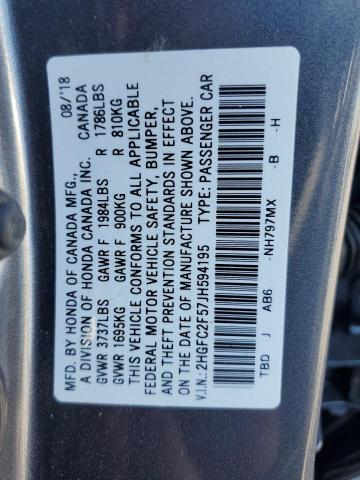 MFD. BY HONDA OF CANADA MFG., 08/'18
A DIVISION OF HONDA CANADA INC. CANADA
GVWR 3737LBS GAWR F 1984LBS R 1786LBS
GVWR 1695KG GAWR F 900KG R 810KG
THIS VEHICLE CONFORMS TO ALL APPLICABLE
FEDERAL MOTOR VEHICLE SAFETY, BUMPER,
AND THEFT PREVENTION STANDARDS IN EFFECT
ON THE DATE OF MANUFACTURE SHOWN ABOVE.
V.I.N.: 2HGFC2F57JH594195 TYPE: PASSENGER CAR
TBD J AB6 -NH797MX -B -H